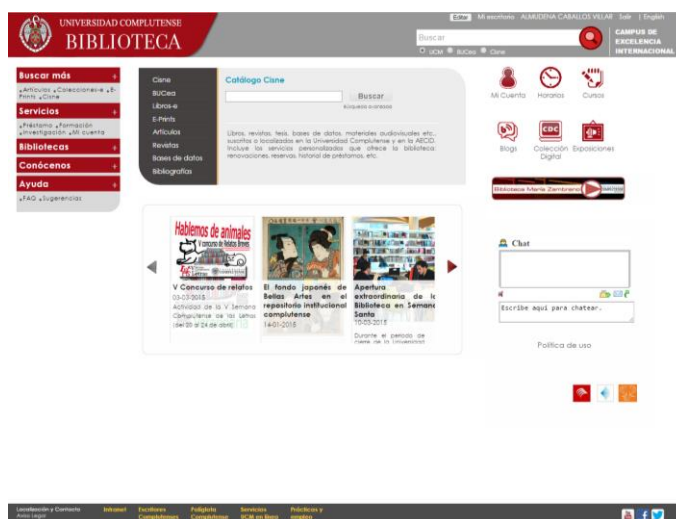 UNIVERSIDAD COMPLUTENSE
BIBLIOTECA
Editar Mi escritorio ALMUDENA CABALLOS VILLAR Salir | English
Buscar
UCM BUCea Cisne
CAMPUS DE
EXCELENCIA
INTERNACIONAL
Buscar más +
Artículos Colecciones-e E-
Prints Cisne
Servicios +
Préstamo Formación
Investigación Mi cuenta
Bibliotecas +
Conócenos +
Ayuda +
FAQ Sugerencias
Cisne
BUCea
Libros-e
E-Prints
Artículos
Revistas
Bases de datos
Bibliografías
Catálogo Cisne
Buscar
Búsqueda avanzada
Libros, revistas, tesis, bases de datos, materiales audiovisuales etc.,
suscritos o localizados en la Universidad Complutense y en la AECID.
Incluye los servicios personalizados que ofrece la biblioteca:
renovaciones, reservas, historial de préstamos, etc.
Mi Cuenta Horarios Cursos
CDC
Blogs Colección Digital Exposiciones
Biblioteca María Zambrano
Hablemos de animales
V concurso de Relatos Breves
V Concurso de relatos
03-03-2015
Actividad de la V Semana
Complutense de las Letras
(del 20 al 24 de abril)
El fondo japonés de
Bellas Artes en el
repositorio institucional
complutense
14-01-2015
Apertura
extraordinaria de la
Biblioteca en Semana
Santa
10-03-2015
Durante el periodo de
cierre de la Universidad
Chat
Escribe aquí para chatear.
Política de uso
Localización y Contacto
Aviso Legal
Intranet
Escritores
Complutenses
Políglota
Complutense
Servicios
UCM en línea
Prácticas y
empleo